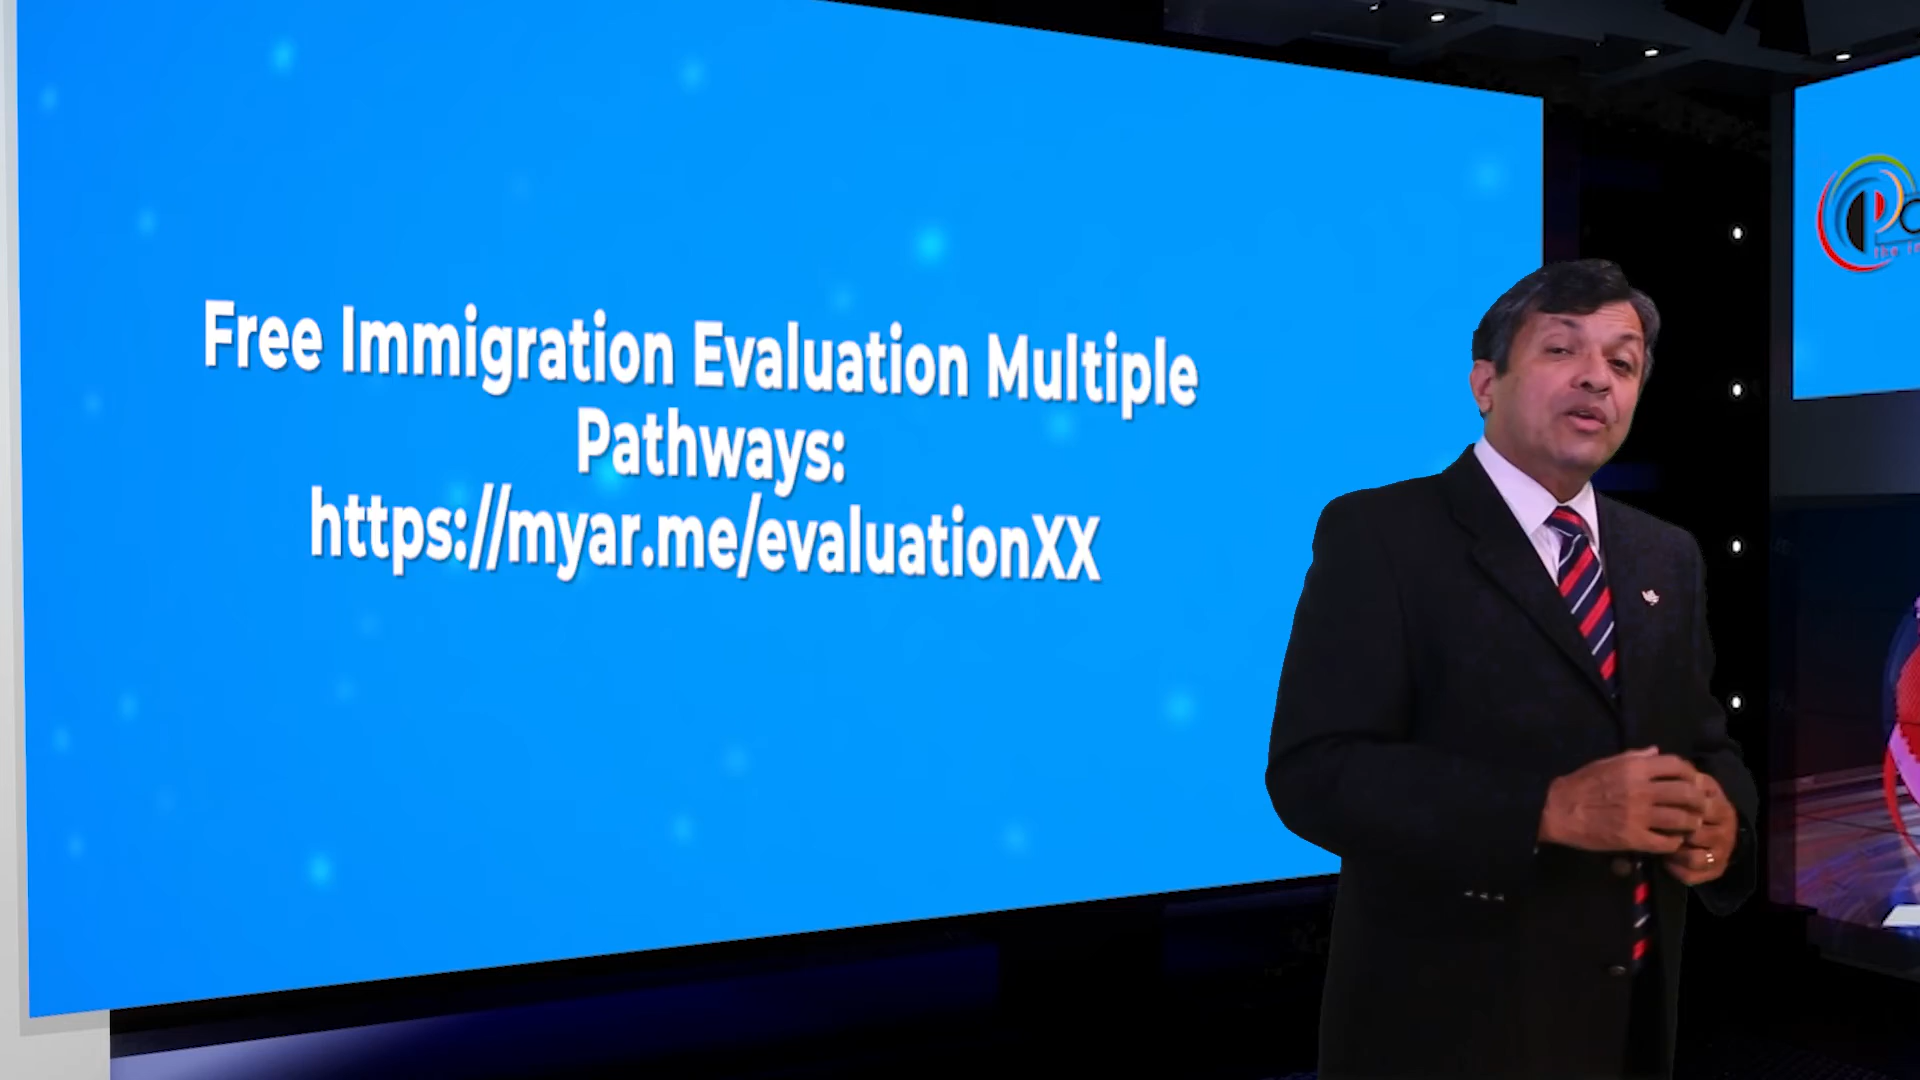 Free Immigration Evaluation Multiple
Pathways:
https://myar.me/evaluationXX